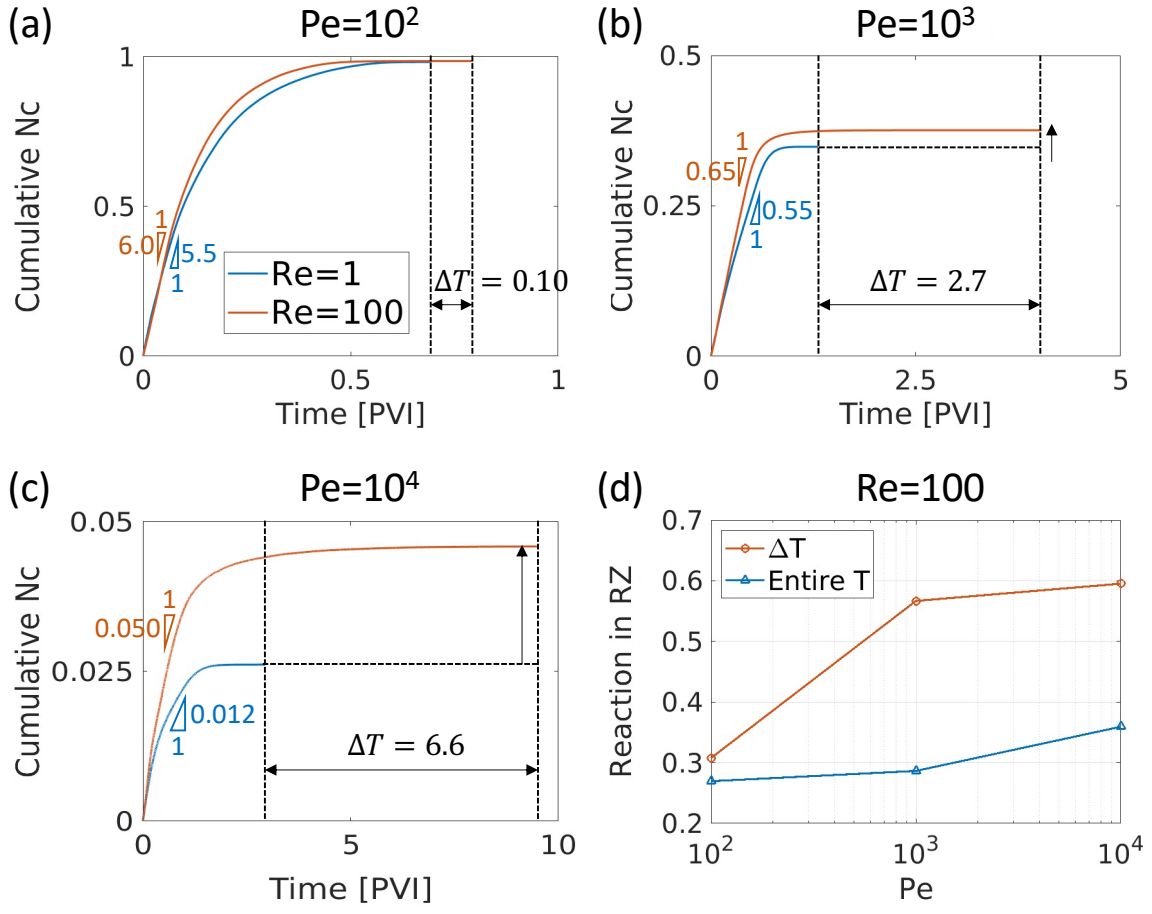 (a)
Pe=10²
Cumulative Nc
1
0.5
0
1
6.0
5.5
1
Re=1
Re=100
ΔT = 0.10
0
0.5
1
Time [PVI]
(b)
Pe=10³
Cumulative Nc
0.5
0.25
0
1
0.65
0.55
1
ΔT = 2.7
0
2.5
5
Time [PVI]
(c)
Pe=10⁴
Cumulative Nc
0.05
0.025
0
1
0.050
0.012
1
ΔT = 6.6
0
5
10
Time [PVI]
(d)
Re=100
Reaction in RZ
0.7
0.6
0.5
0.4
0.3
0.2
ΔT
Entire T
10²
10³
10⁴
Pe